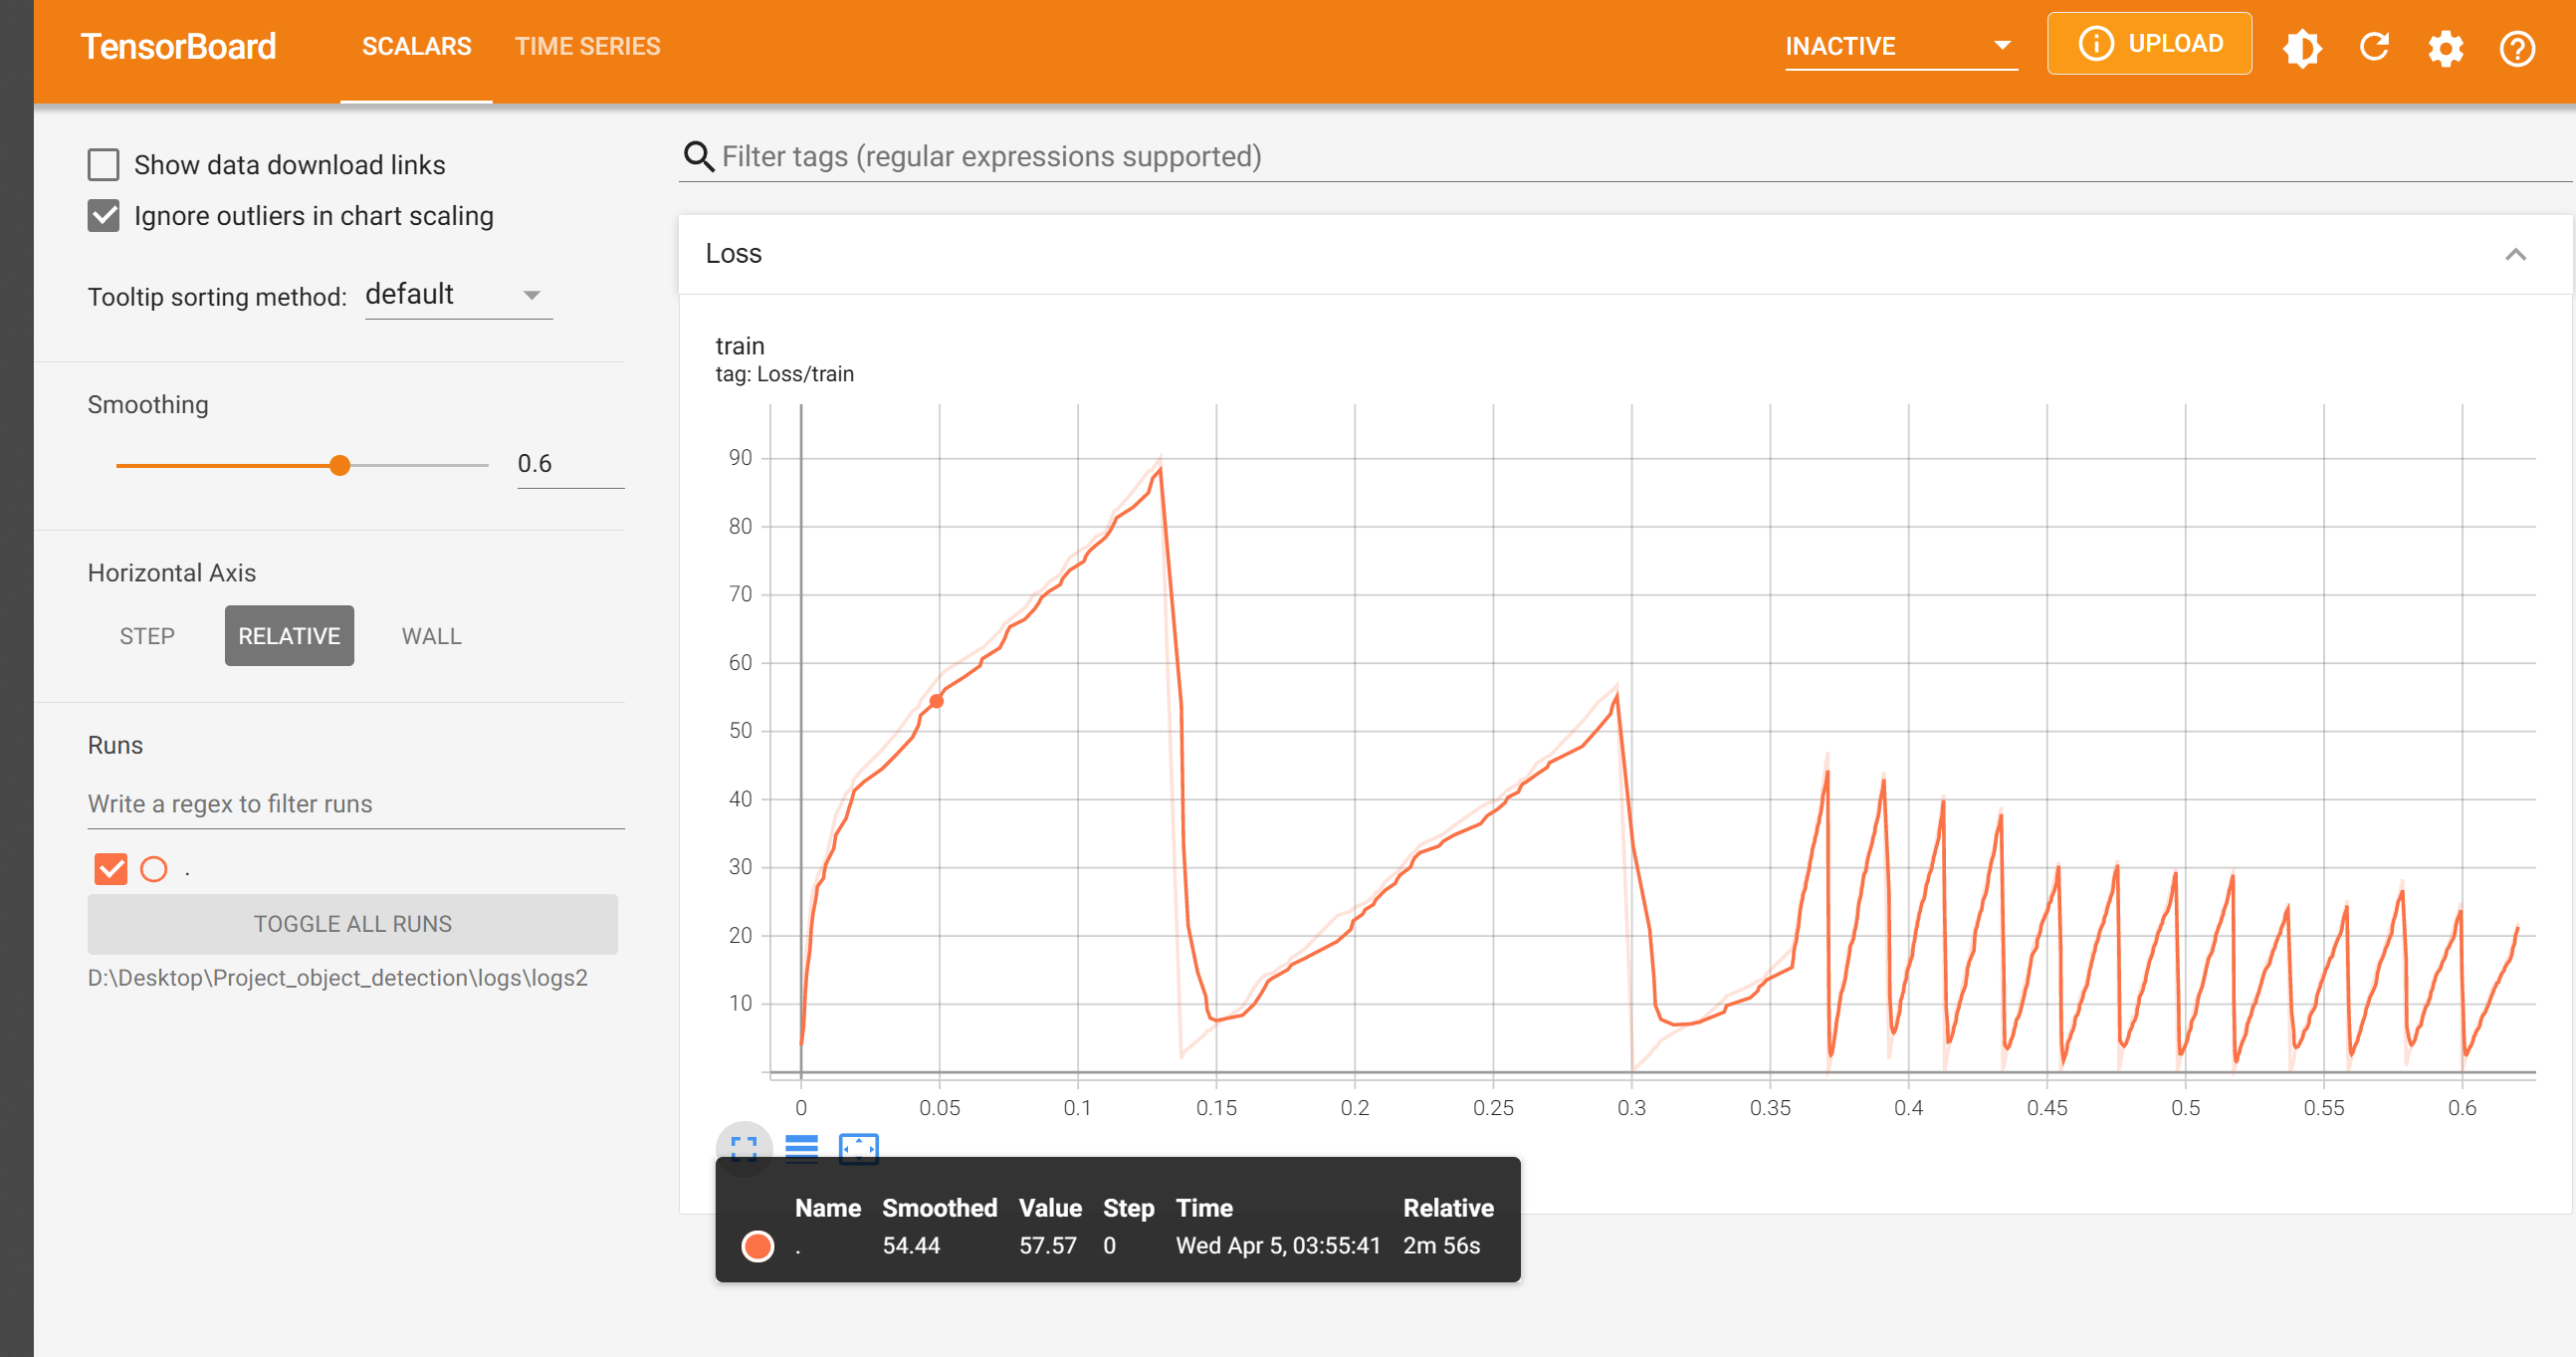 TensorBoard SCALARS TIME SERIES INACTIVE UPLOAD
Show data download links
Ignore outliers in chart scaling
Tooltip sorting method: default
Smoothing
0.6
Horizontal Axis
STEP RELATIVE WALL
Runs
Write a regex to filter runs
.
TOGGLE ALL RUNS
D:\Desktop\Project_object_detection\logs\logs2
Filter tags (regular expressions supported)
Loss
train
tag: Loss/train
90
80
70
60
50
40
30
20
10
0 0.05 0.1 0.15 0.2 0.25 0.3 0.35 0.4 0.45 0.5 0.55 0.6
Name Smoothed Value Step Time Relative
. 54.44 57.57 0 Wed Apr 5, 03:55:41 2m 56s